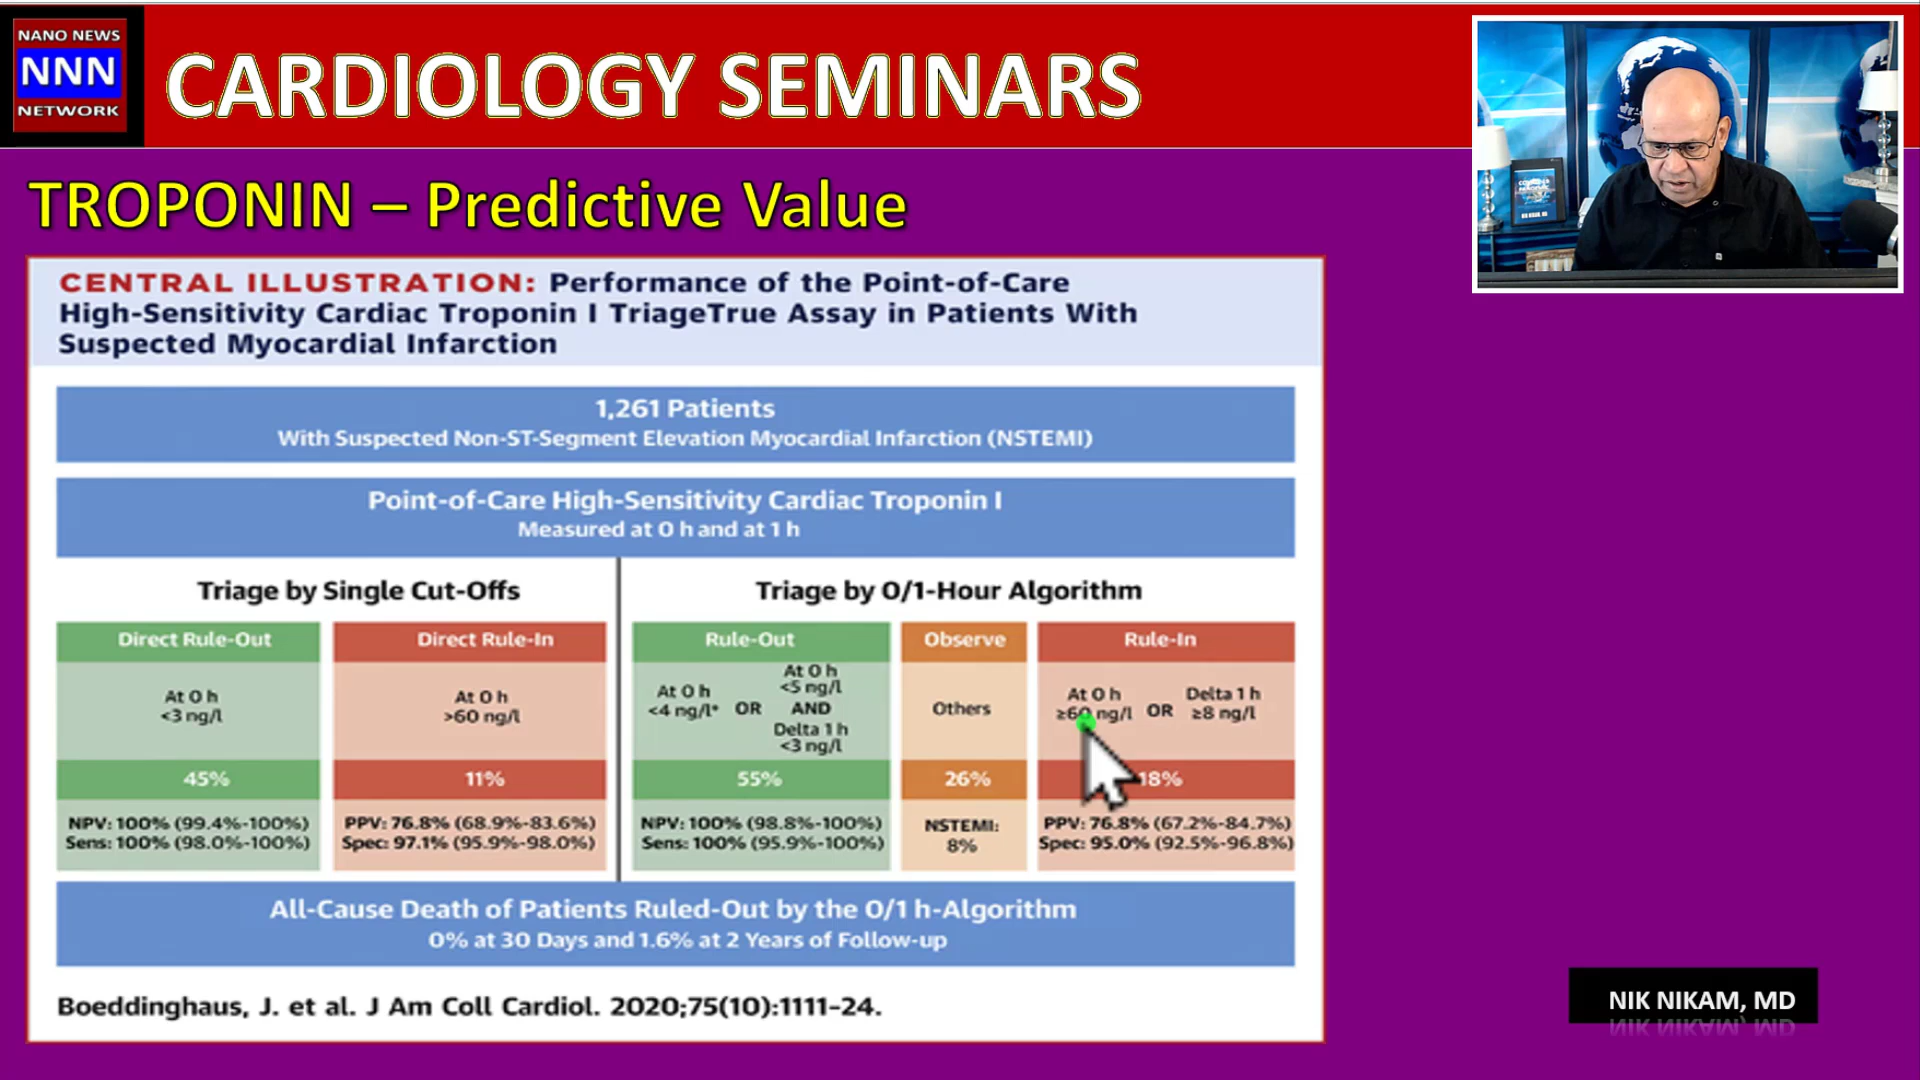 NANO NEWS
NNN
NETWORK
CARDIOLOGY SEMINARS
TROPONIN – Predictive Value
CENTRAL ILLUSTRATION: Performance of the Point-of-Care
High-Sensitivity Cardiac Troponin I TriageTrue Assay in Patients With
Suspected Myocardial Infarction
1,261 Patients
With Suspected Non-ST-Segment Elevation Myocardial Infarction (NSTEMI)
Point-of-Care High-Sensitivity Cardiac Troponin I
Measured at 0 h and at 1 h
Triage by Single Cut-Offs
Direct Rule-Out
At 0 h
<3 ng/l
45%
NPV: 100% (99.4%-100%)
Sens: 100% (98.0%-100%)
Direct Rule-In
At 0 h
>60 ng/l
11%
PPV: 76.8% (68.9%-83.6%)
Spec: 97.1% (95.9%-98.0%)
Triage by 0/1-Hour Algorithm
Rule-Out
At 0 h
<4 ng/l*
OR
At 0 h
<5 ng/l
AND
Delta 1 h
<3 ng/l
55%
NPV: 100% (98.8%-100%)
Sens: 100% (95.9%-100%)
Observe
Others
26%
NSTEMI:
8%
Rule-In
At 0 h
≥60 ng/l
OR
Delta 1 h
≥8 ng/l
18%
PPV: 76.8% (67.2%-84.7%)
Spec: 95.0% (92.5%-96.8%)
All-Cause Death of Patients Ruled-Out by the 0/1 h-Algorithm
0% at 30 Days and 1.6% at 2 Years of Follow-up
Boeddinghaus, J. et al. J Am Coll Cardiol. 2020;75(10):1111–24.
NIK NIKAM, MD